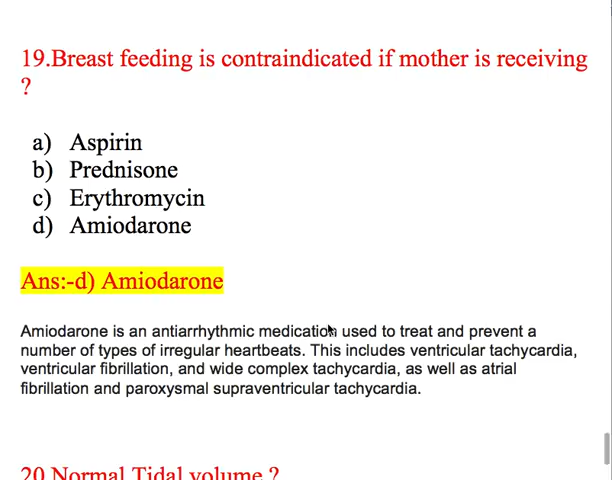 19.Breast feeding is contraindicated if mother is receiving
?
a) Aspirin
b) Prednisone
c) Erythromycin
d) Amiodarone
Ans:-d) Amiodarone
Amiodarone is an antiarrhythmic medication used to treat and prevent a
number of types of irregular heartbeats. This includes ventricular tachycardia,
ventricular fibrillation, and wide complex tachycardia, as well as atrial
fibrillation and paroxysmal supraventricular tachycardia.
20.Normal Tidal volume ?